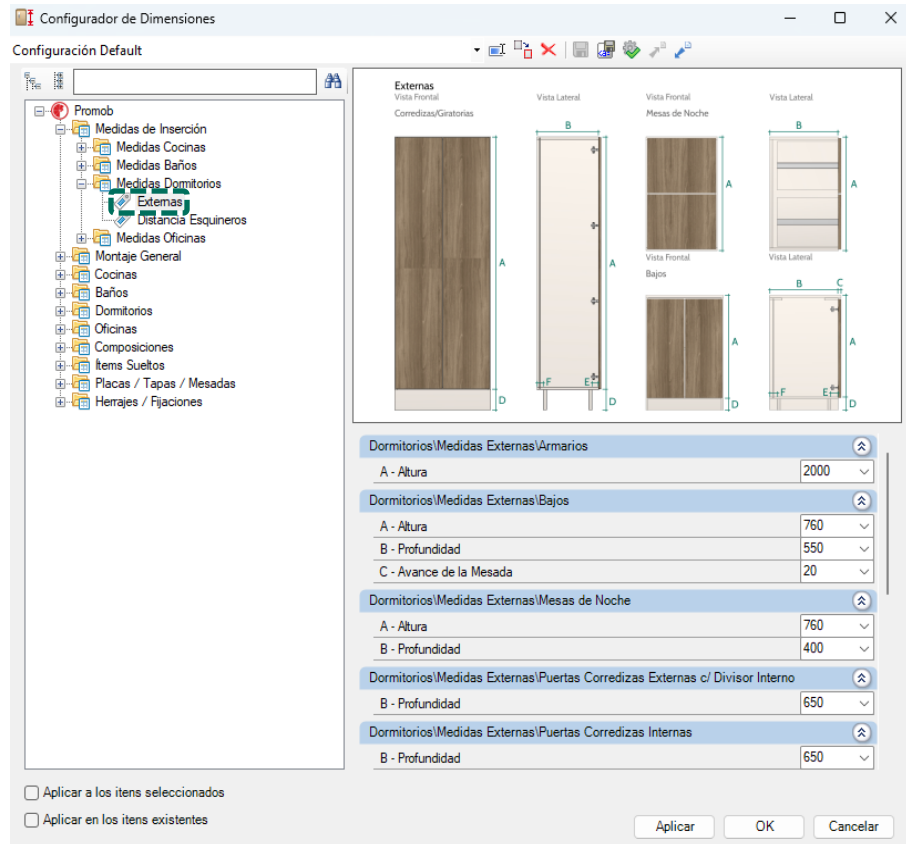 Configurador de Dimensiones
Configuración Default
Promob
Medidas de Inserción
Medidas Cocinas
Medidas Baños
Medidas Dormitorios
Externas
Distancia Esquineros
Medidas Oficinas
Montaje General
Cocinas
Baños
Dormitorios
Oficinas
Composiciones
Ítems Sueltos
Placas / Tapas / Mesadas
Herrajes / Fijaciones
Externas
Vista Frontal Vista Lateral Vista Frontal Vista Lateral
Corredizas/Giratorias Mesas de Noche
B B
A A
A A
Vista Frontal Vista Lateral
Bajos
B C
A A
F E F E
D D D D
Dormitorios\Medidas Externas\Armarios
A - Altura 2000
Dormitorios\Medidas Externas\Bajos
A - Altura 760
B - Profundidad 550
C - Avance de la Mesada 20
Dormitorios\Medidas Externas\Mesas de Noche
A - Altura 760
B - Profundidad 400
Dormitorios\Medidas Externas\Puertas Corredizas Externas c/ Divisor Interno
B - Profundidad 650
Dormitorios\Medidas Externas\Puertas Corredizas Internas
B - Profundidad 650
Aplicar a los itens seleccionados
Aplicar en los itens existentes
Aplicar OK Cancelar